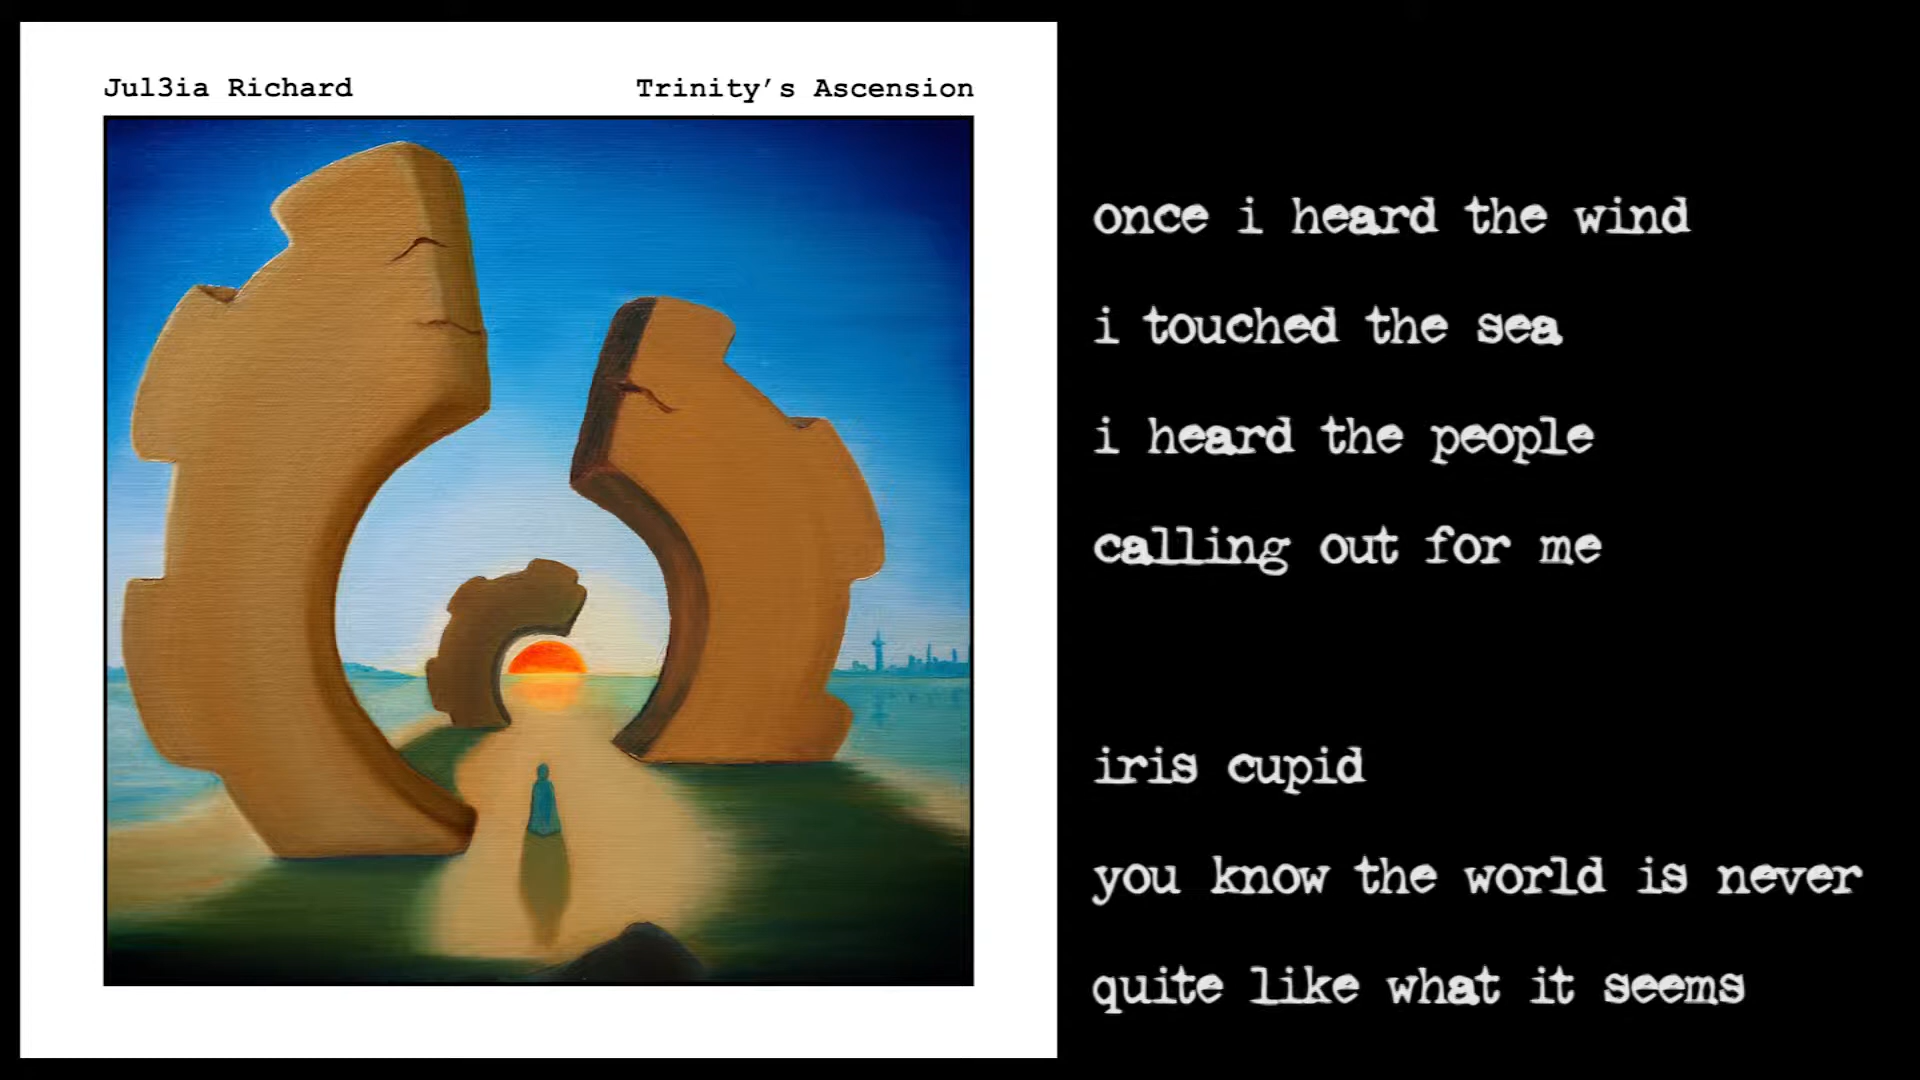 Jul3ia Richard
Trinity’s Ascension
once i heard the wind
i touched the sea
i heard the people
calling out for me
iris cupid
you know the world is never
quite like what it seems